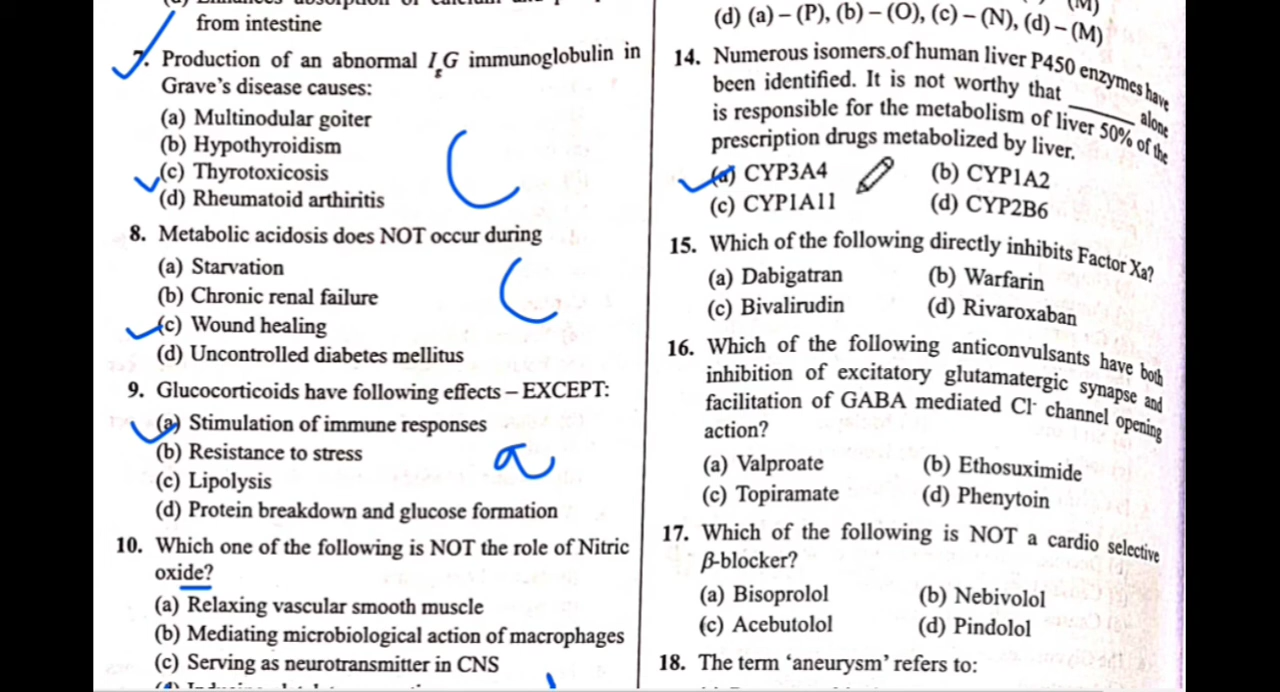 from intestine
7. Production of an abnormal IgG immunoglobulin in
Grave's disease causes:
(a) Multinodular goiter
(b) Hypothyroidism
(c) Thyrotoxicosis
(d) Rheumatoid arthiritis
C
8. Metabolic acidosis does NOT occur during
(a) Starvation
(b) Chronic renal failure
(c) Wound healing
(d) Uncontrolled diabetes mellitus
C
9. Glucocorticoids have following effects – EXCEPT:
(a) Stimulation of immune responses
(b) Resistance to stress
(c) Lipolysis
(d) Protein breakdown and glucose formation
a
10. Which one of the following is NOT the role of Nitric
oxide?
(a) Relaxing vascular smooth muscle
(b) Mediating microbiological action of macrophages
(c) Serving as neurotransmitter in CNS
(d) (a) – (P), (b) – (O), (c) – (N), (d) – (M)
14. Numerous isomers of human liver P450 enzymes have
been identified. It is not worthy that ______ alone
is responsible for the metabolism of liver 50% of the
prescription drugs metabolized by liver.
(a) CYP3A4 (b) CYP1A2
(c) CYP1A11 (d) CYP2B6
15. Which of the following directly inhibits Factor Xa?
(a) Dabigatran (b) Warfarin
(c) Bivalirudin (d) Rivaroxaban
16. Which of the following anticonvulsants have both
inhibition of excitatory glutamatergic synapse and
facilitation of GABA mediated Cl⁻ channel opening
action?
(a) Valproate (b) Ethosuximide
(c) Topiramate (d) Phenytoin
17. Which of the following is NOT a cardio selective
β-blocker?
(a) Bisoprolol (b) Nebivolol
(c) Acebutolol (d) Pindolol
18. The term 'aneurysm' refers to: